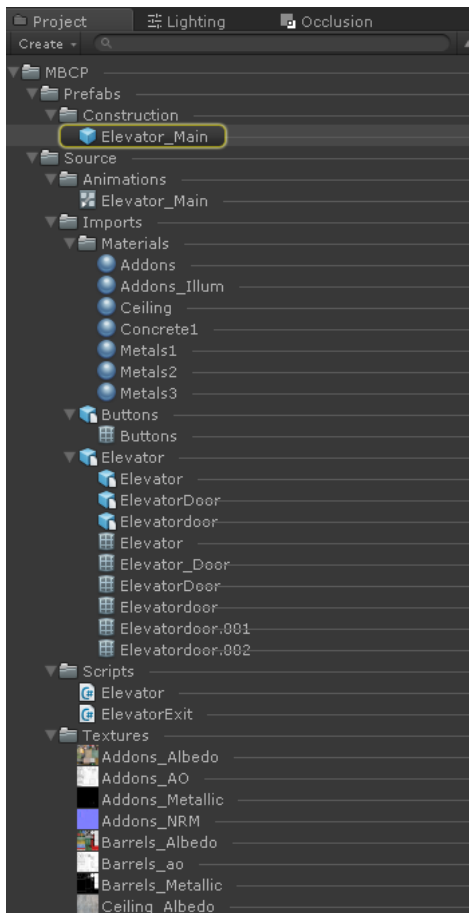 Project Lighting Occlusion
Create
MBCP
Prefabs
Construction
Elevator_Main
Source
Animations
Elevator_Main
Imports
Materials
Addons
Addons_Illum
Ceiling
Concrete1
Metals1
Metals2
Metals3
Buttons
Buttons
Elevator
Elevator
ElevatorDoor
Elevatordoor
Elevator
Elevator_Door
ElevatorDoor
Elevatordoor
Elevatordoor.001
Elevatordoor.002
Scripts
Elevator
ElevatorExit
Textures
Addons_Albedo
Addons_AO
Addons_Metallic
Addons_NRM
Barrels_Albedo
Barrels_ao
Barrels_Metallic
Ceiling_Albedo